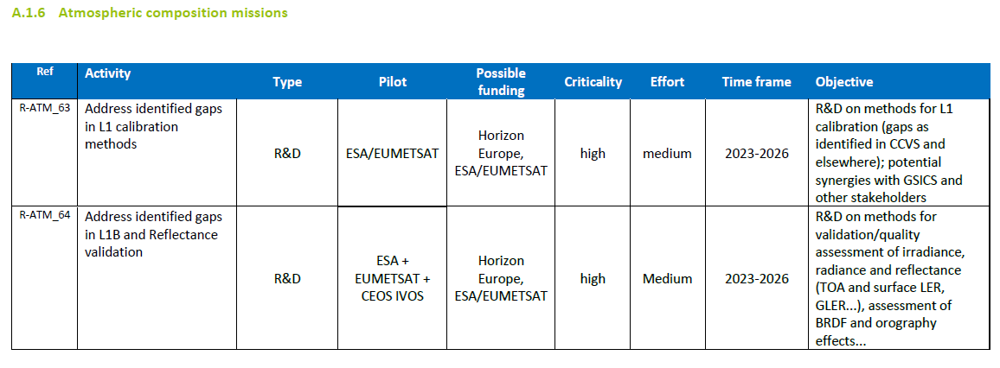 A.1.6 Atmospheric composition missions
Ref
Activity
Type
Pilot
Possible
funding
Criticality
Effort
Time frame
Objective
R-ATM_63
Address identified gaps
in L1 calibration
methods
R&D
ESA/EUMETSAT
Horizon
Europe,
ESA/EUMETSAT
high
medium
2023-2026
R&D on methods for L1
calibration (gaps as
identified in CCVS and
elsewhere); potential
synergies with GSICS and
other stakeholders
R-ATM_64
Address identified gaps
in L1B and Reflectance
validation
R&D
ESA +
EUMETSAT +
CEOS IVOS
Horizon
Europe,
ESA/EUMETSAT
high
Medium
2023-2026
R&D on methods for
validation/quality
assessment of irradiance,
radiance and reflectance
(TOA and surface LER,
GLER...), assessment of
BRDF and orography
effects...